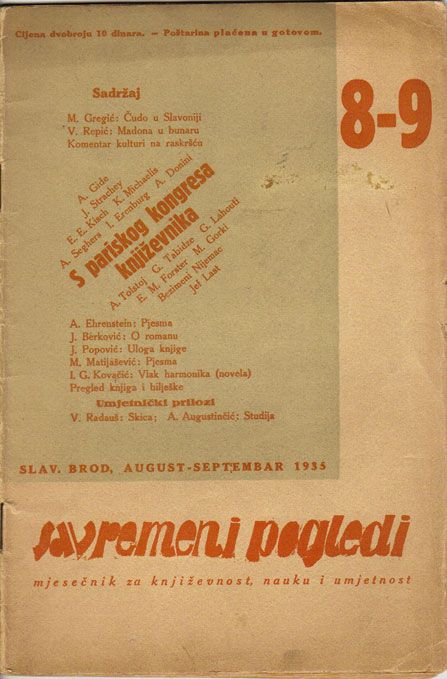 Cijena dvobroju 10 dinara. — Poštarina plaćena u gotovom.
8-9
Sadržaj
M. Gregić: Čudo u Slavoniji
V. Repić: Madona u bunaru
Komentar kulturi na raskršću
A. Gide
J. Strachey
E. E. Kisch K. Michaelis
A. Seghers I. Erenburg A. Donini
S pariskog kongresa
književnika
A. Tolstoj G. Tabidze G. Lahouti
E. M. Forster M. Gorki
Bezimeni Nijemac
Jef Last
A. Ehrenstein: Pjesma
J. Berković: O romanu
J. Popović: Uloga knjige
M. Matijašević: Pjesma
I. G. Kovačić: Vlak harmonika (novela)
Pregled knjiga i bilješke
Umjetnički prilozi
V. Radauš: Skica; A. Augustinčić: Studija
SLAV. BROD, AUGUST-SEPTEMBAR 1935
savremeni pogledi
mjesečnik za književnost, nauku i umjetnost